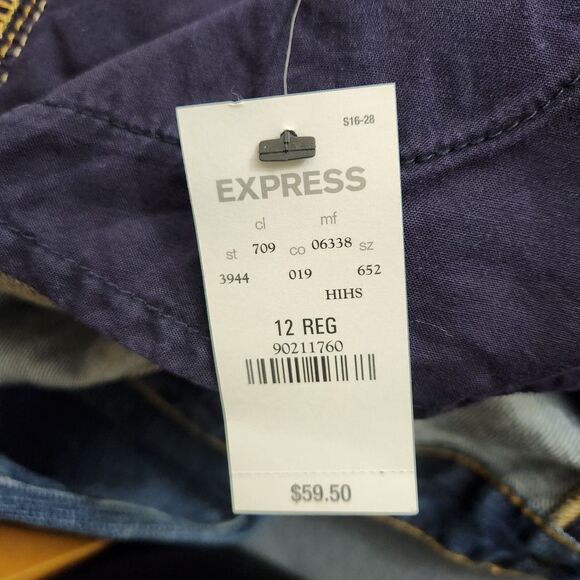 S16-28
EXPRESS
cl mf
st 709 co 06338 sz
3944 019 652
HIHS
12 REG
90211760
$59.50